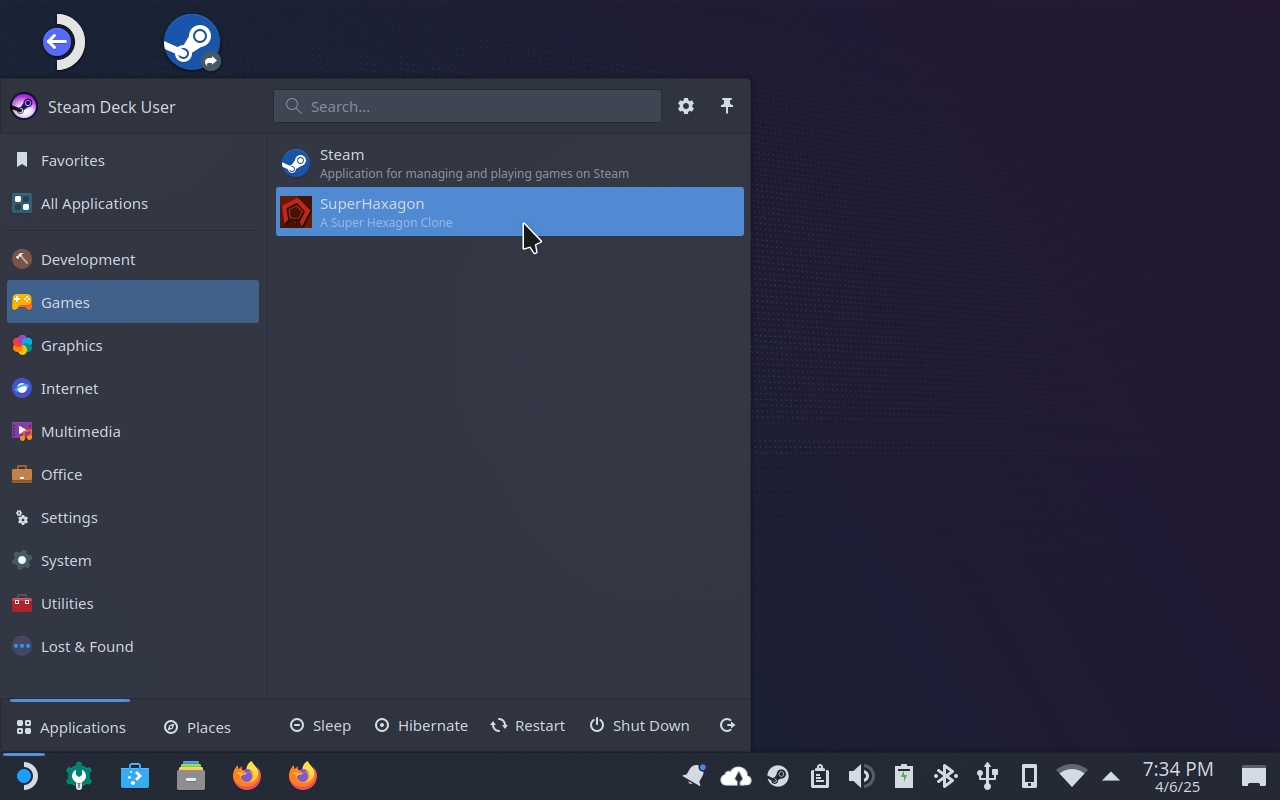 Steam Deck User
Search...
Favorites
All Applications
Development
Games
Graphics
Internet
Multimedia
Office
Settings
System
Utilities
Lost & Found
Steam
Application for managing and playing games on Steam
SuperHaxagon
A Super Hexagon Clone
Applications
Places
Sleep
Hibernate
Restart
Shut Down
7:34 PM
4/6/25